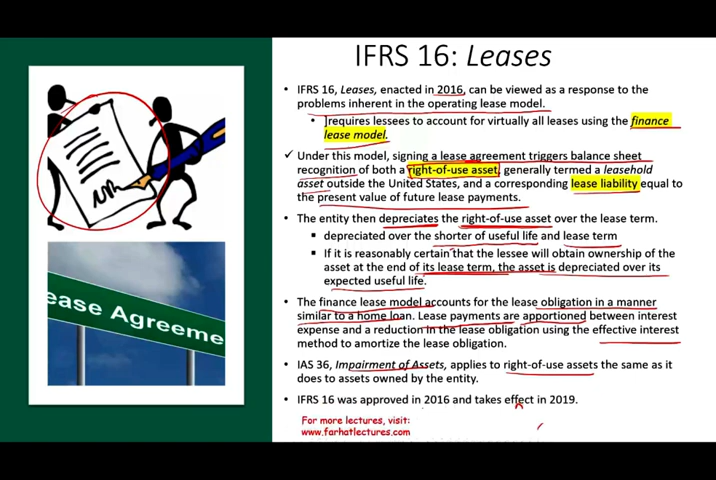 IFRS 16: Leases
• IFRS 16, Leases, enacted in 2016, can be viewed as a response to the
problems inherent in the operating lease model.
• requires lessees to account for virtually all leases using the finance
lease model.
✓ Under this model, signing a lease agreement triggers balance sheet
recognition of both a right-of-use asset, generally termed a leasehold
asset outside the United States, and a corresponding lease liability equal to
the present value of future lease payments.
• The entity then depreciates the right-of-use asset over the lease term.
▪ depreciated over the shorter of useful life and lease term
▪ If it is reasonably certain that the lessee will obtain ownership of the
asset at the end of its lease term, the asset is depreciated over its
expected useful life.
• The finance lease model accounts for the lease obligation in a manner
similar to a home loan. Lease payments are apportioned between interest
expense and a reduction in the lease obligation using the effective interest
method to amortize the lease obligation.
• IAS 36, Impairment of Assets, applies to right-of-use assets the same as it
does to assets owned by the entity.
• IFRS 16 was approved in 2016 and takes effect in 2019.
For more lectures, visit:
www.farhatlectures.com
ease Agreeme